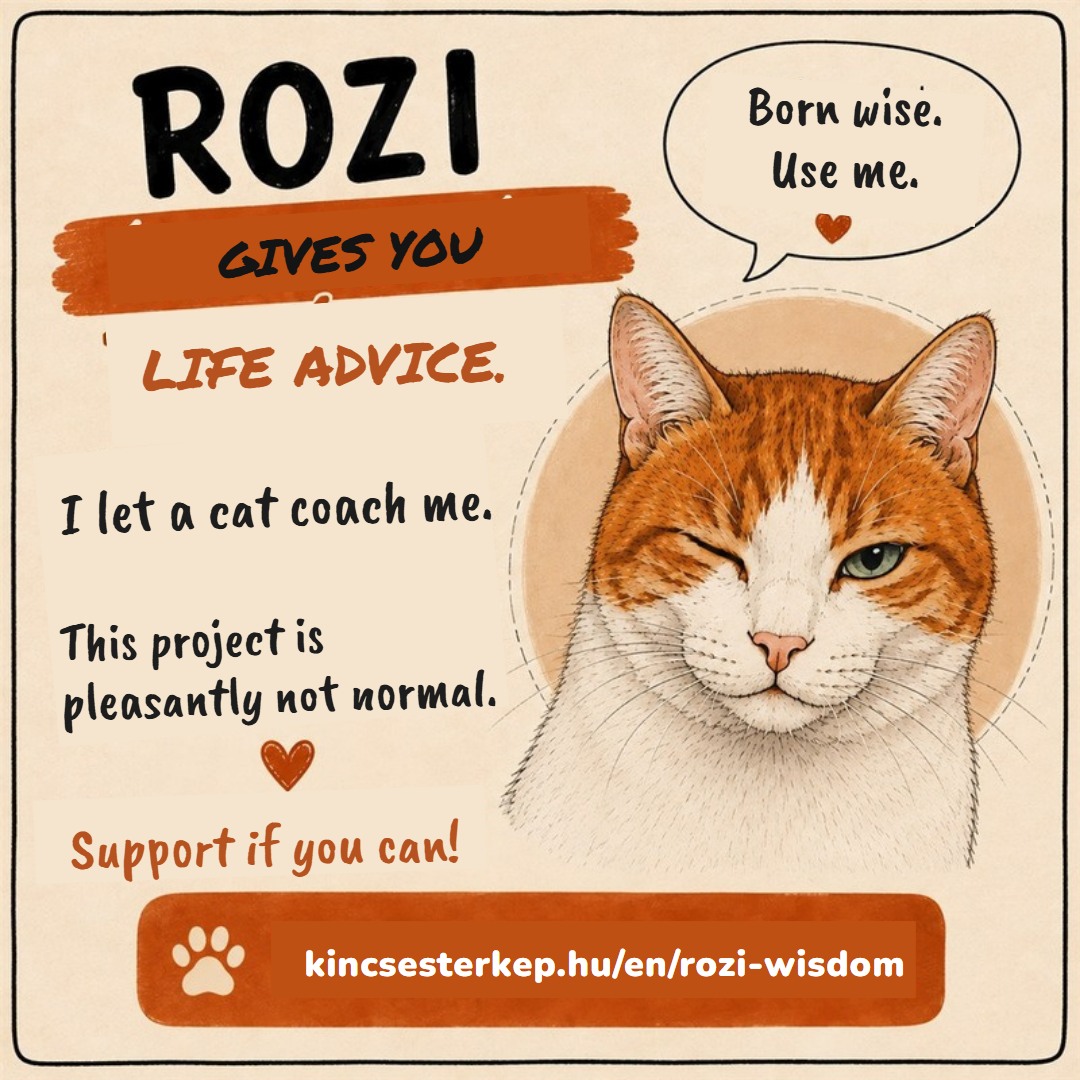 ROZI
GIVES YOU
LIFE ADVICE.
Born wise.
Use me.
I let a cat coach me.
This project is
pleasantly not normal.
Support if you can!
kincsesterkep.hu/en/rozi-wisdom